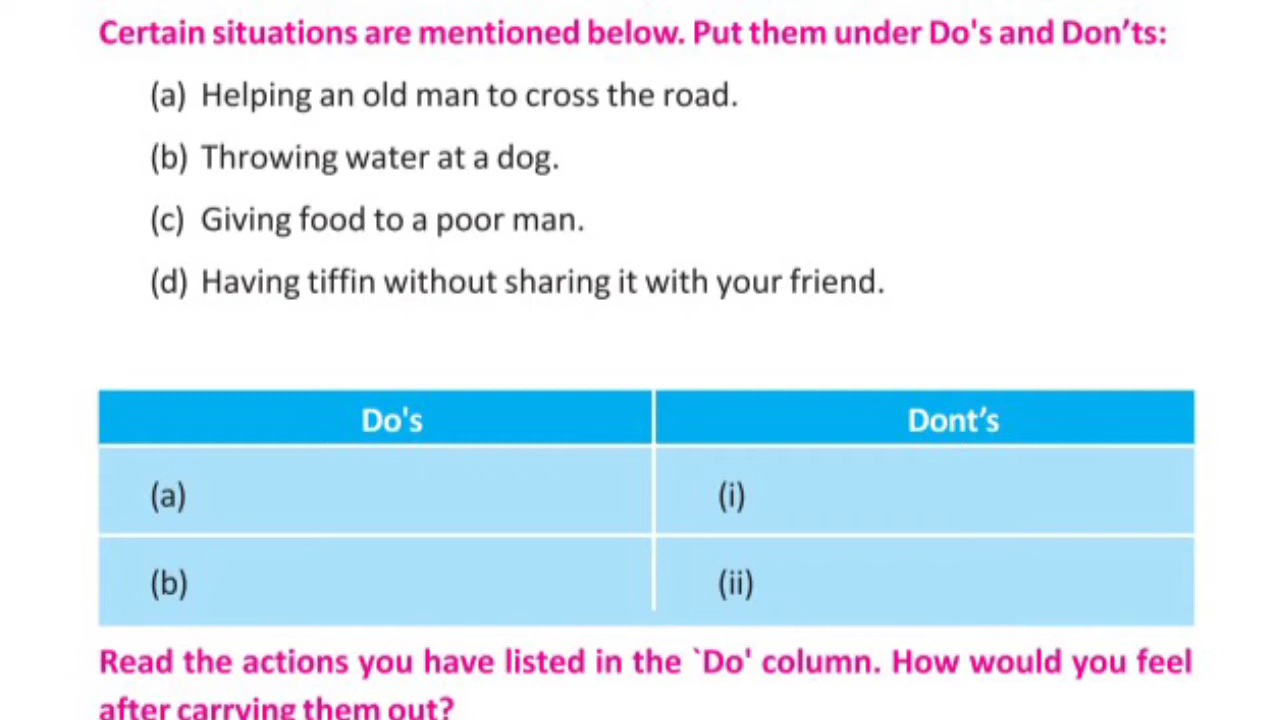 Certain situations are mentioned below. Put them under Do's and Don’ts:
(a) Helping an old man to cross the road.
(b) Throwing water at a dog.
(c) Giving food to a poor man.
(d) Having tiffin without sharing it with your friend.
Do's Dont’s
(a) (i)
(b) (ii)
Read the actions you have listed in the `Do' column. How would you feel
after carrying them out?